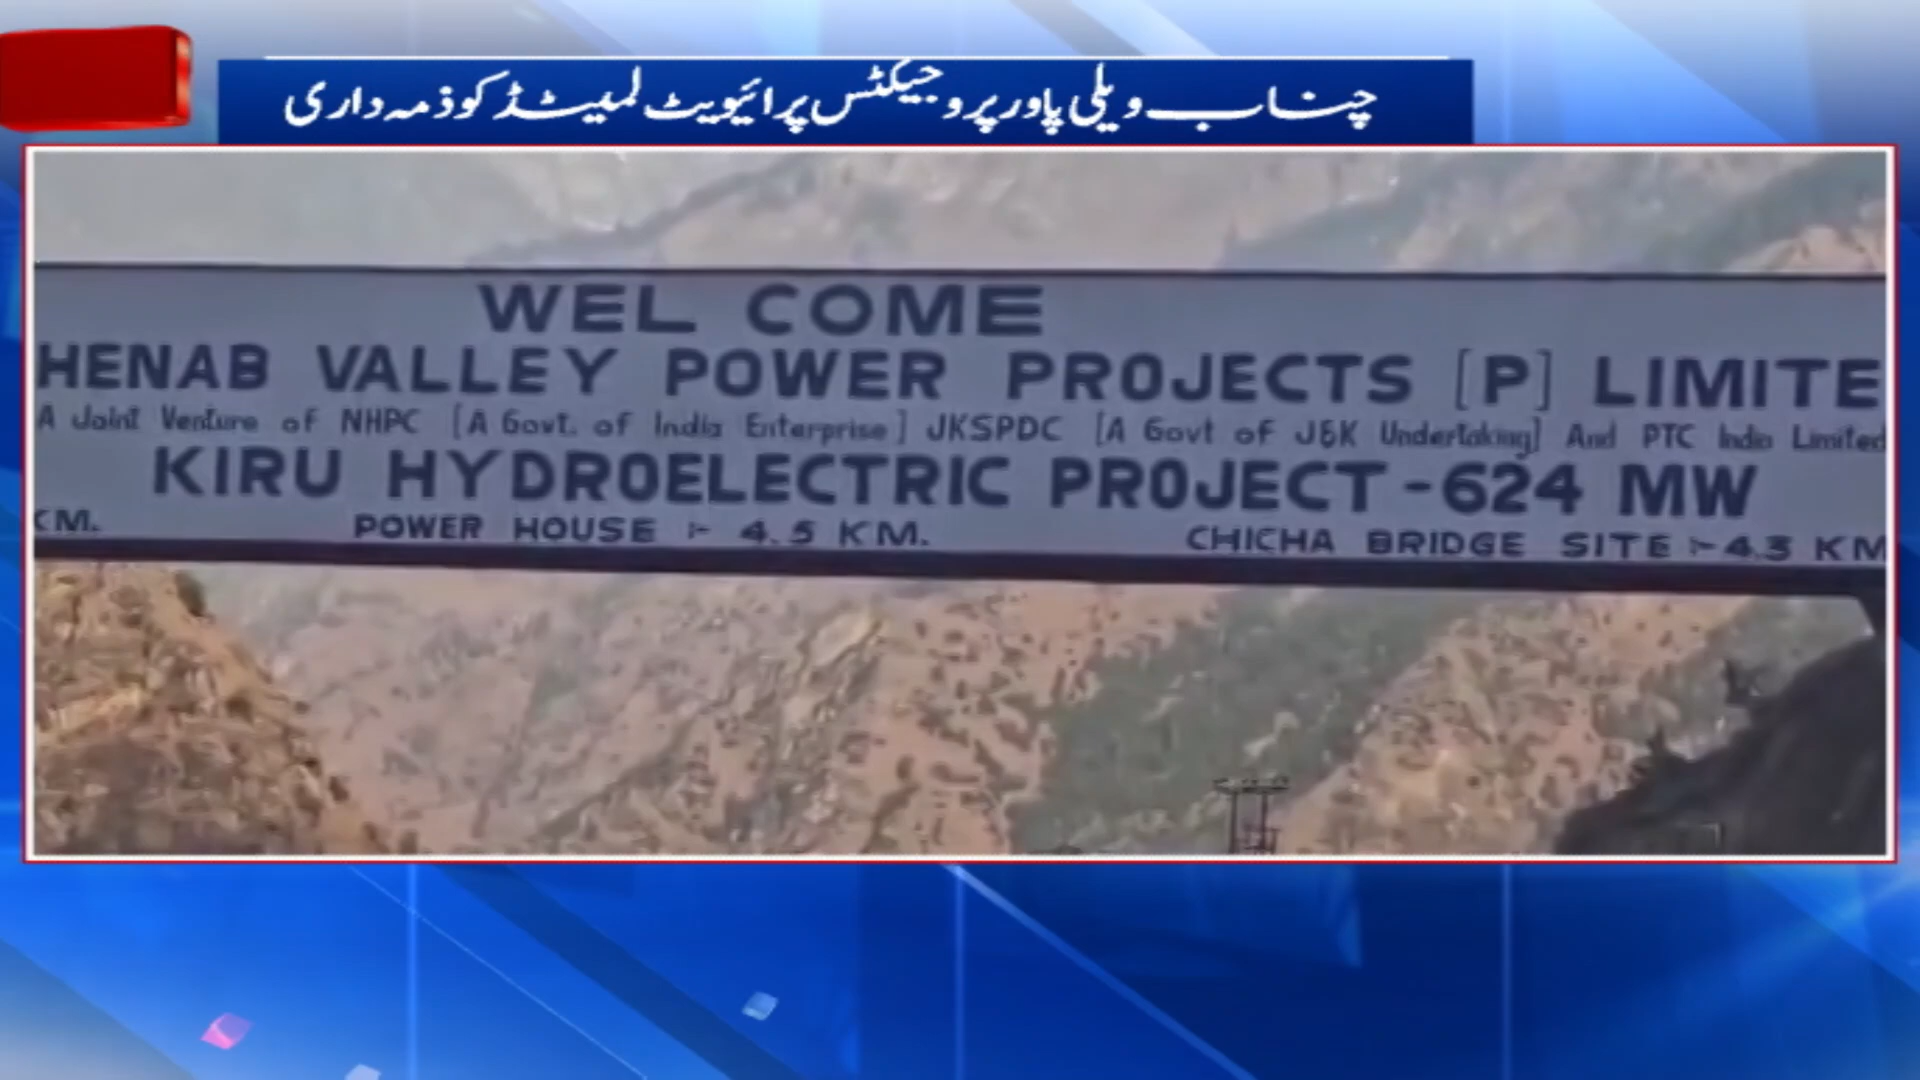 چناب ویلی پاور پروجیکٹس پرائیویٹ لمیٹڈ کو ذمہ داری
WEL COME
HENAB VALLEY POWER PROJECTS [P] LIMITE
A Joint Venture of NHPC [A Govt. of India Enterprise] JKSPDC [A Govt of J&K Undertaking] And PTC India Limited
KIRU HYDROELECTRIC PROJECT - 624 MW
KM. POWER HOUSE :- 4.5 KM. CHICHA BRIDGE SITE :- 4.3 KM